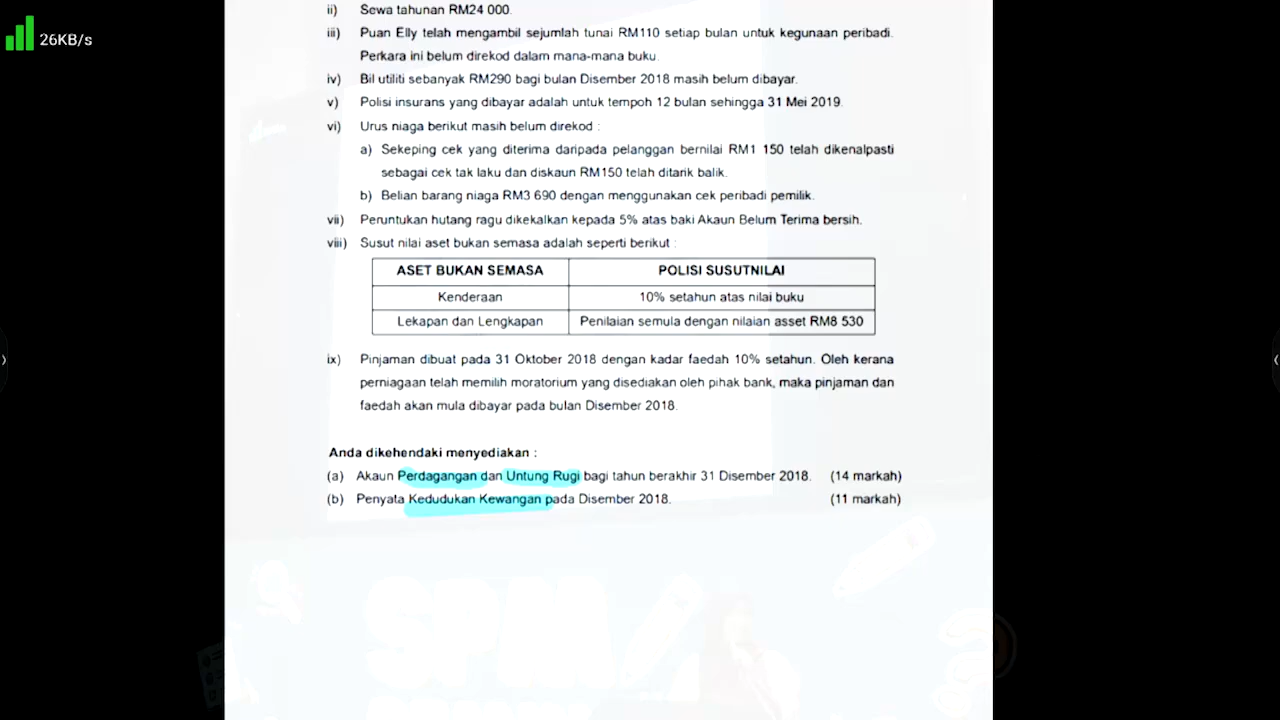 26KB/s
ii) Sewa tahunan RM24 000.
iii) Puan Elly telah mengambil sejumlah tunai RM110 setiap bulan untuk kegunaan peribadi.
Perkara ini belum direkod dalam mana-mana buku.
iv) Bil utiliti sebanyak RM290 bagi bulan Disember 2018 masih belum dibayar.
v) Polisi insurans yang dibayar adalah untuk tempoh 12 bulan sehingga 31 Mei 2019.
vi) Urus niaga berikut masih belum direkod :
a) Sekeping cek yang diterima daripada pelanggan bernilai RM1 150 telah dikenalpasti
sebagai cek tak laku dan diskaun RM150 telah ditarik balik.
b) Belian barang niaga RM3 690 dengan menggunakan cek peribadi pemilik.
vii) Peruntukan hutang ragu dikekalkan kepada 5% atas baki Akaun Belum Terima bersih.
viii) Susut nilai aset bukan semasa adalah seperti berikut :
ASET BUKAN SEMASA POLISI SUSUTNILAI
Kenderaan 10% setahun atas nilai buku
Lekapan dan Lengkapan Penilaian semula dengan nilaian asset RM8 530
ix) Pinjaman dibuat pada 31 Oktober 2018 dengan kadar faedah 10% setahun. Oleh kerana
perniagaan telah memilih moratorium yang disediakan oleh pihak bank, maka pinjaman dan
faedah akan mula dibayar pada bulan Disember 2018.
Anda dikehendaki menyediakan :
(a) Akaun Perdagangan dan Untung Rugi bagi tahun berakhir 31 Disember 2018. (14 markah)
(b) Penyata Kedudukan Kewangan pada Disember 2018. (11 markah)
SPM